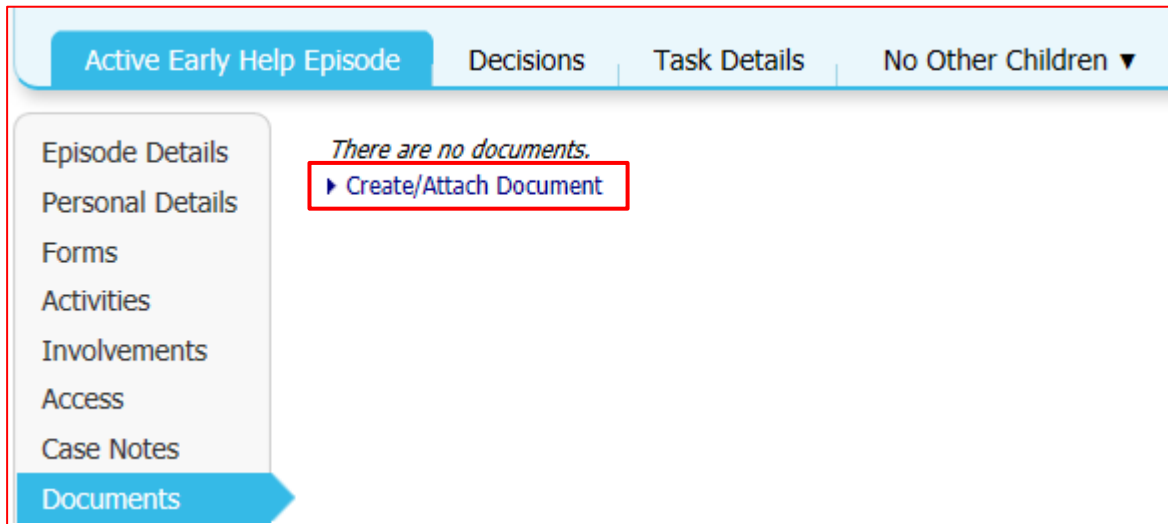 Active Early Help Episode Decisions Task Details No Other Children ▼
Episode Details
Personal Details
Forms
Activities
Involvements
Access
Case Notes
Documents
There are no documents.
Create/Attach Document